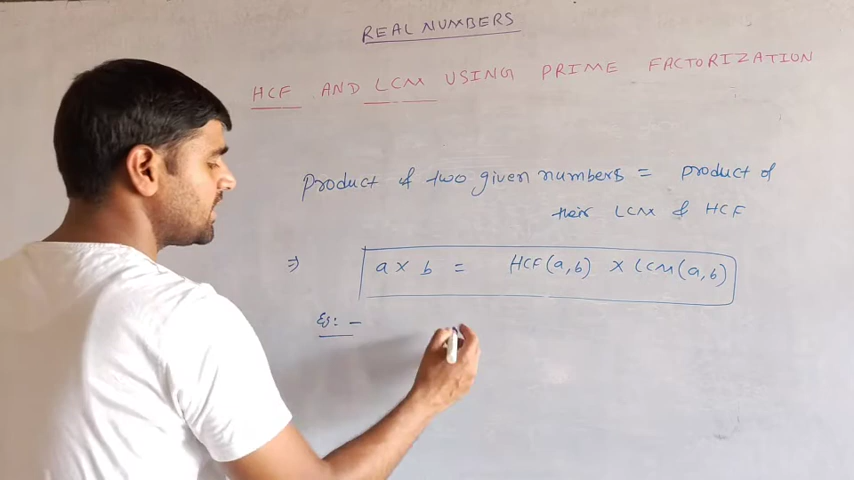 REAL NUMBERS
HCF AND LCM USING PRIME FACTORIZATION
Product of two given numbers = product of
their LCM & HCF
⇒ a × b = HCF(a,b) × LCM(a,b)
Eg: -